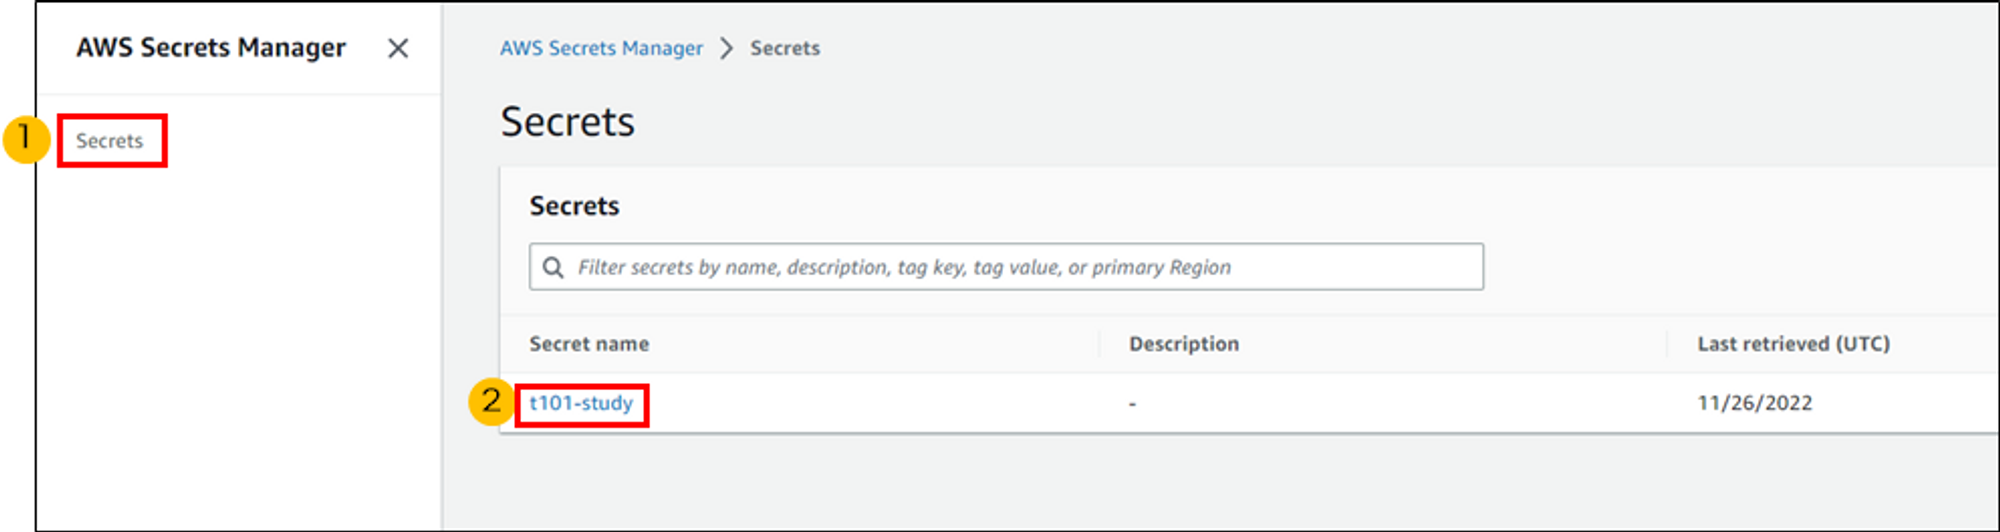 AWS Secrets Manager
1 Secrets
AWS Secrets Manager > Secrets
Secrets
Secrets
Filter secrets by name, description, tag key, tag value, or primary Region
Secret name Description Last retrieved (UTC)
2 t101-study - 11/26/2022